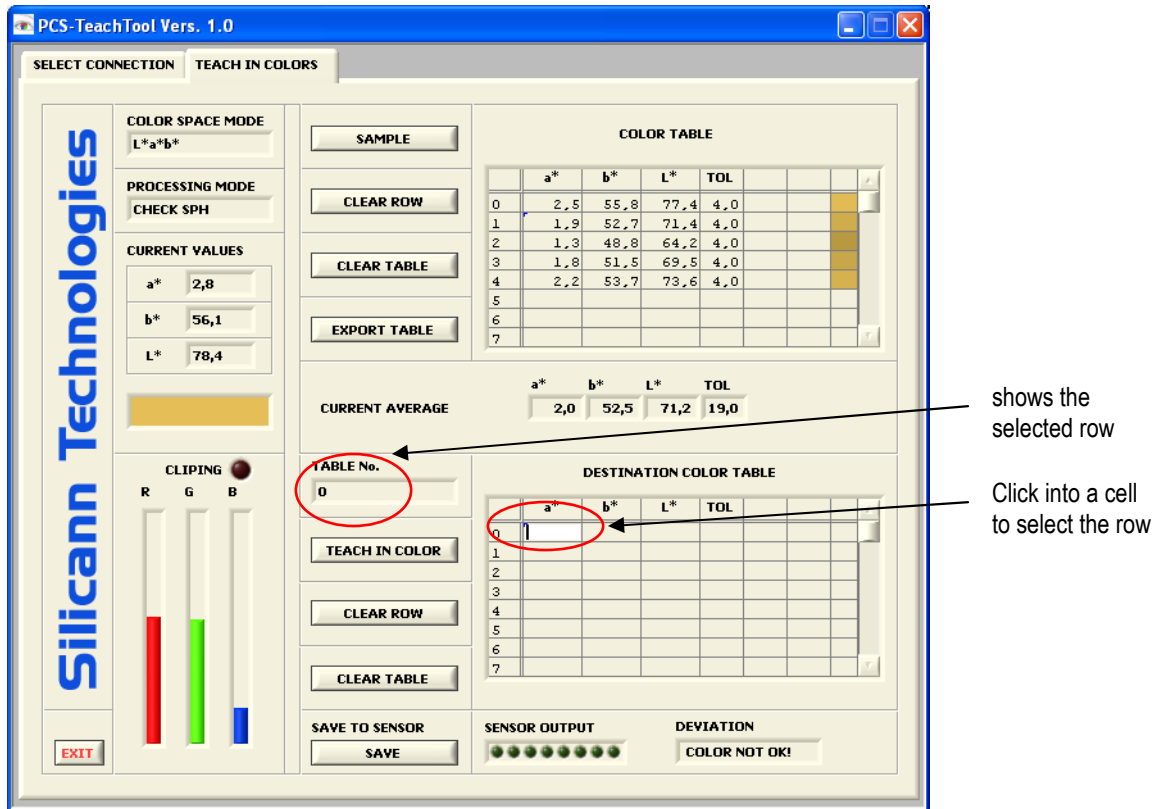 PCS-TeachTool Vers. 1.0
SELECT CONNECTION
TEACH IN COLORS
Silicann Technologies
EXIT
COLOR SPACE MODE
L*a*b*
PROCESSING MODE
CHECK SPH
CURRENT VALUES
a* 2,8
b* 56,1
L* 78,4
CLIPING
R G B
SAMPLE
CLEAR ROW
CLEAR TABLE
EXPORT TABLE
COLOR TABLE
a* b* L* TOL
0 2,5 55,8 77,4 4,0
1 1,9 52,7 71,4 4,0
2 1,3 48,8 64,2 4,0
3 1,8 51,5 69,5 4,0
4 2,2 53,7 73,6 4,0
5
6
7
CURRENT AVERAGE
a* b* L* TOL
2,0 52,5 71,2 19,0
TABLE No.
0
TEACH IN COLOR
CLEAR ROW
CLEAR TABLE
SAVE TO SENSOR
SAVE
DESTINATION COLOR TABLE
a* b* L* TOL
0
1
2
3
4
5
6
7
SENSOR OUTPUT
DEVIATION
COLOR NOT OK!
shows the
selected row
Click into a cell
to select the row